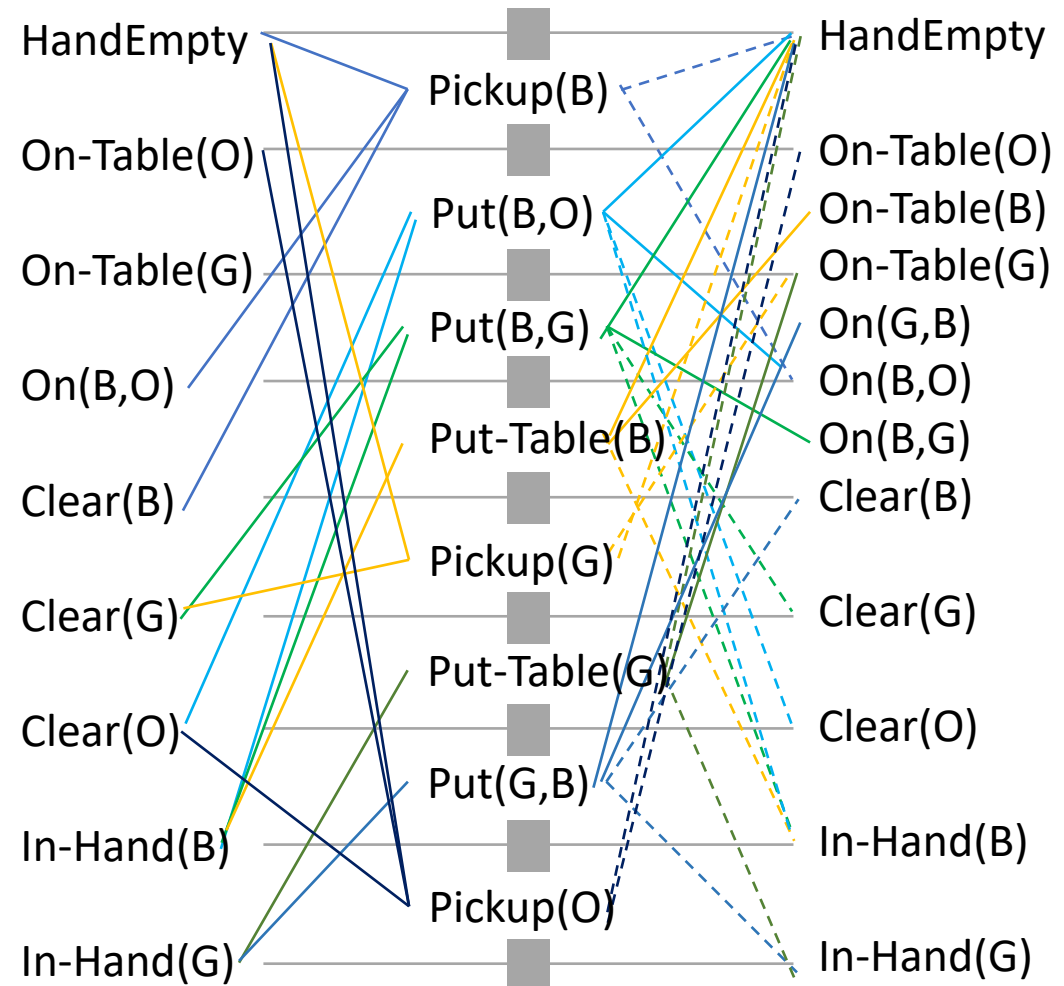 HandEmpty
On-Table(O)
On-Table(G)
On(B,O)
Clear(B)
Clear(G)
Clear(O)
In-Hand(B)
In-Hand(G)
Pickup(B)
Put(B,O)
Put(B,G)
Put-Table(B)
Pickup(G)
Put-Table(G)
Put(G,B)
Pickup(O)
HandEmpty
On-Table(O)
On-Table(B)
On-Table(G)
On(G,B)
On(B,O)
On(B,G)
Clear(B)
Clear(G)
Clear(O)
In-Hand(B)
In-Hand(G)